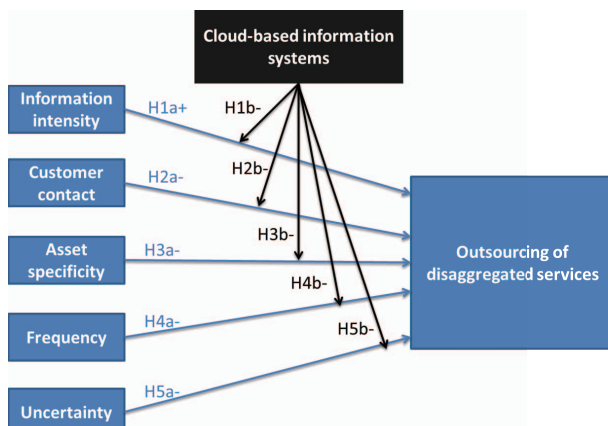 Cloud-based information
systems
Information
intensity
H1a+
H1b-
Customer
contact
H2a-
H2b-
Asset
specificity
H3a-
H3b-
Outsourcing of
disaggregated services
H4b-
Frequency
H4a-
H5b-
Uncertainty
H5a-